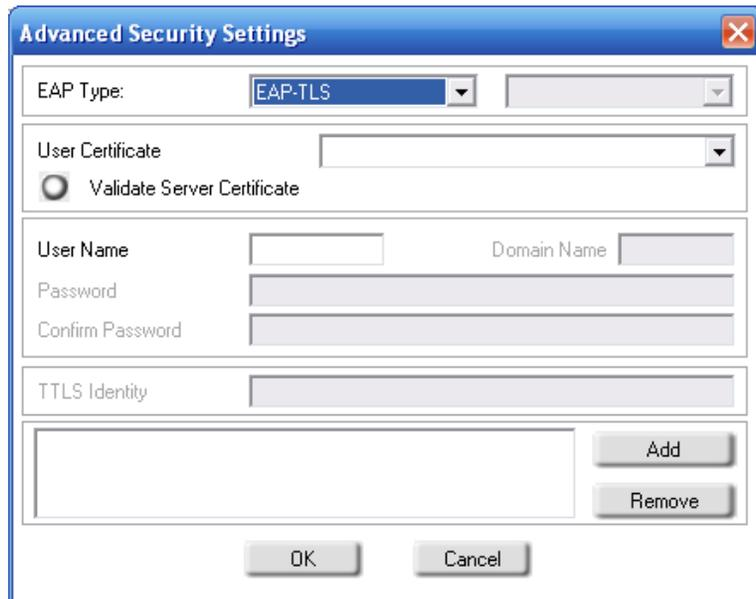 Advanced Security Settings
EAP Type: EAP-TLS
User Certificate
Validate Server Certificate
User Name Domain Name
Password
Confirm Password
TTLS Identity
Add
Remove
OK Cancel